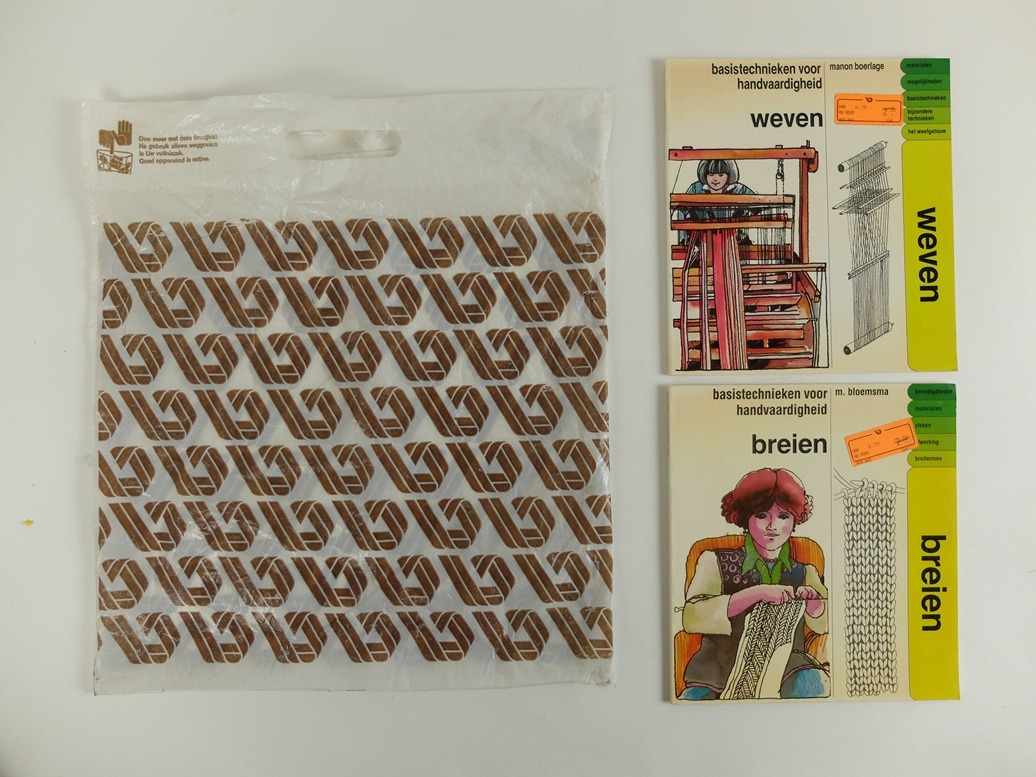 Doe meer met deze draagtas.
Na gebruik alleen weggooien
in Uw vuilniszak.
Goed opgeruimd is netjes.
basistechnieken voor
handvaardigheid
weven
manon boerlage
materialen
mogelijkheden
basistechnieken
bijzondere
technieken
het weefgetouw
weven
basistechnieken voor
handvaardigheid
breien
m. bloemsma
benodigdheden
materialen
steken
breitermen
breien